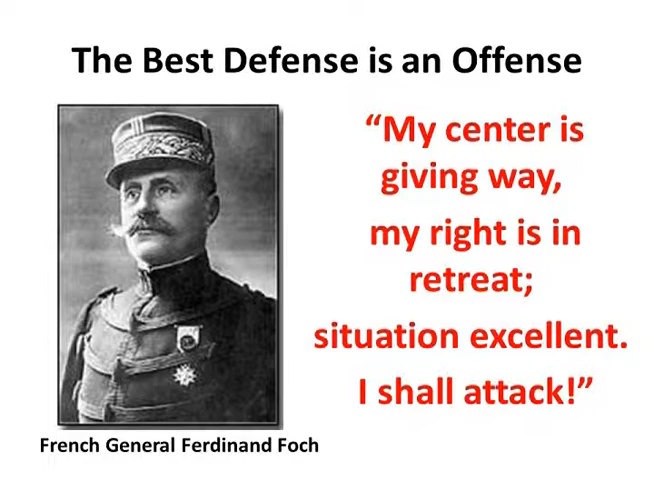 The Best Defense is an Offense
“My center is
giving way,
my right is in
retreat;
situation excellent.
I shall attack!”
French General Ferdinand Foch